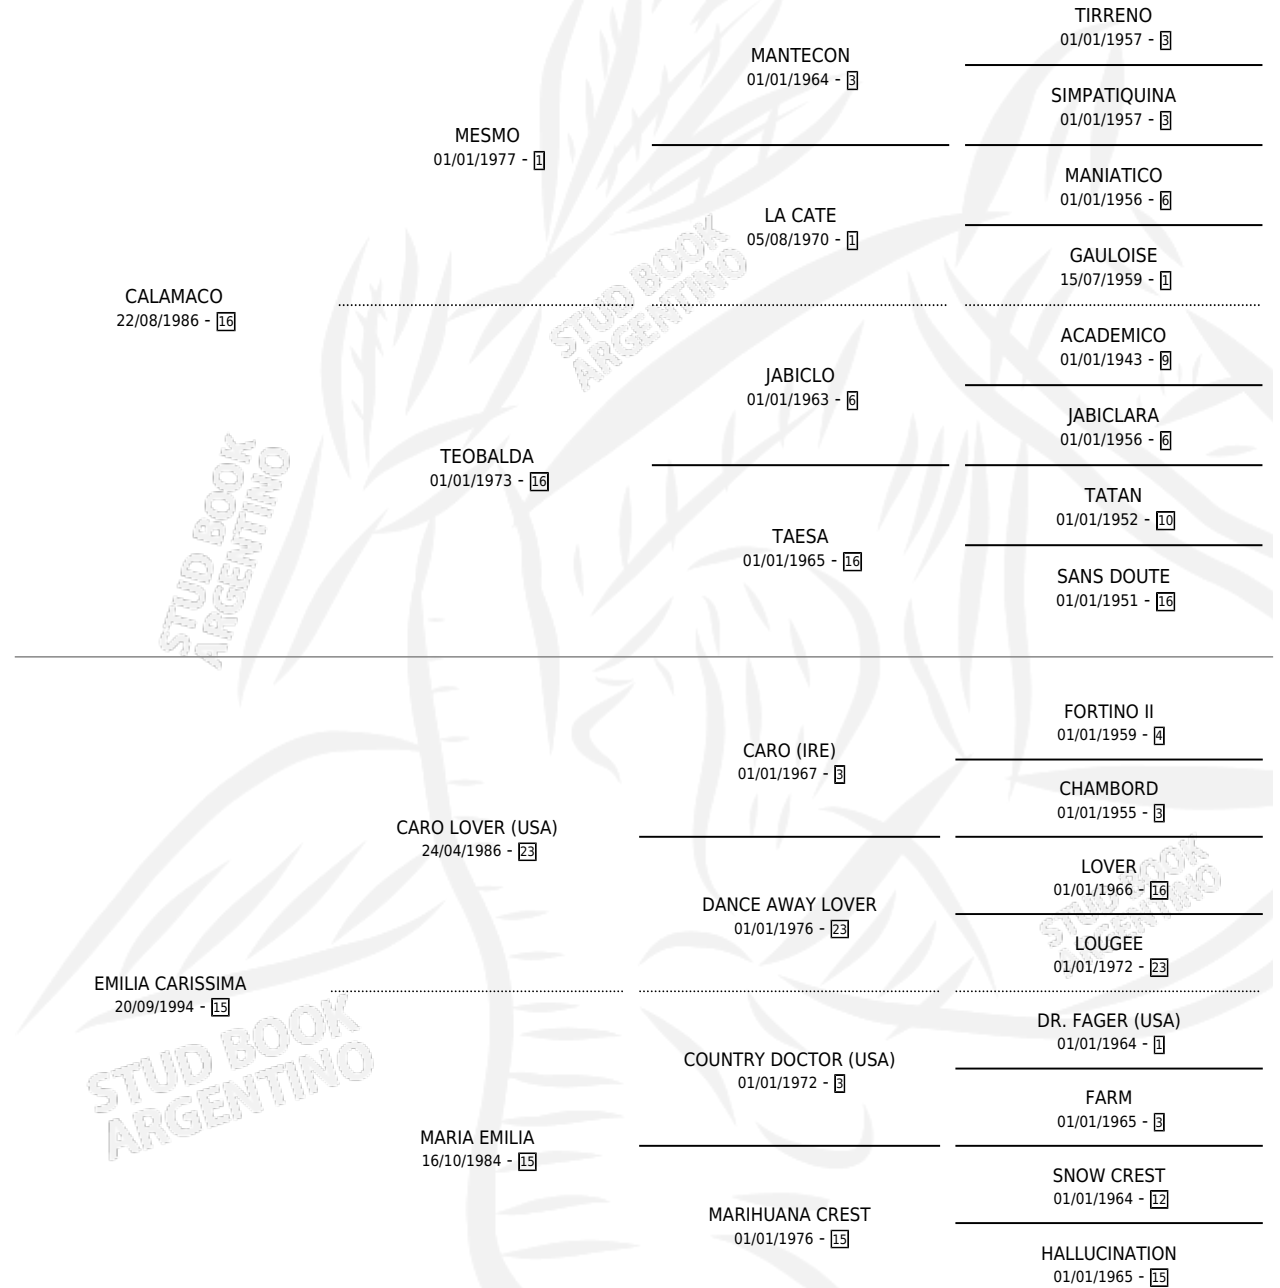 TIRRENO
01/01/1957 - 3
MANTECON
01/01/1964 - 3
SIMPATIQUINA
01/01/1957 - 3
MESMO
01/01/1977 - 1
MANIATICO
01/01/1956 - 6
LA CATE
05/08/1970 - 1
GAULOISE
15/07/1959 - 1
CALAMACO
22/08/1986 - 16
STUD BOOK
ARGENTINO
ACADEMICO
01/01/1943 - 9
JABICLO
01/01/1963 - 6
JABICLARA
01/01/1956 - 6
TEOBALDA
01/01/1973 - 16
TATAN
01/01/1952 - 10
TAESA
01/01/1965 - 16
SANS DOUTE
01/01/1951 - 16
STUD BOOK
ARGENTINO
FORTINO II
01/01/1959 - 4
CARO (IRE)
01/01/1967 - 3
CHAMBORD
01/01/1955 - 3
CARO LOVER (USA)
24/04/1986 - 23
LOVER
01/01/1966 - 16
DANCE AWAY LOVER
01/01/1976 - 23
STUD BOOK
ARGENTINO
LOUGEE
01/01/1972 - 23
EMILIA CARISSIMA
20/09/1994 - 15
DR. FAGER (USA)
01/01/1964 - 1
COUNTRY DOCTOR (USA)
01/01/1972 - 3
FARM
01/01/1965 - 3
STUD BOOK
ARGENTINO
MARIA EMILIA
16/10/1984 - 15
SNOW CREST
01/01/1964 - 12
MARIHUANA CREST
01/01/1976 - 15
HALLUCINATION
01/01/1965 - 15